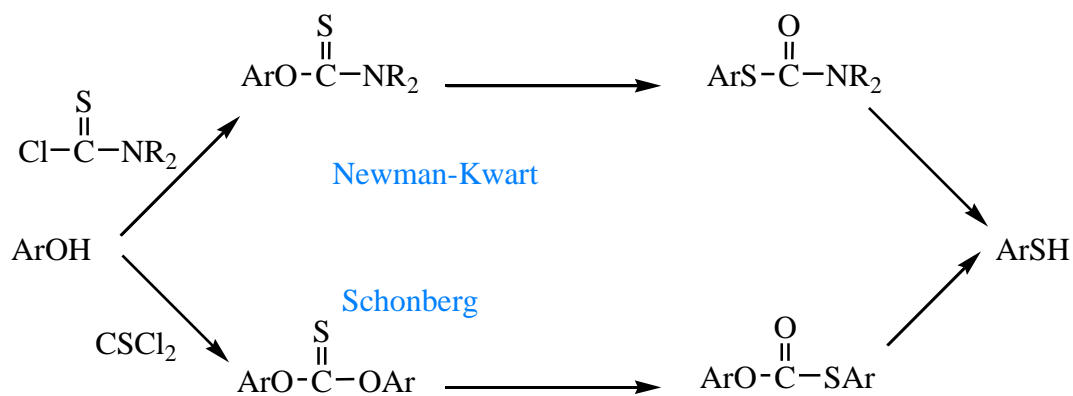 S
ArO-C-NR2
O
ArS-C-NR2
S
Cl-C-NR2
Newman-Kwart
ArOH
ArSH
Schonberg
CSCl2
S
ArO-C-OAr
O
ArO-C-SAr